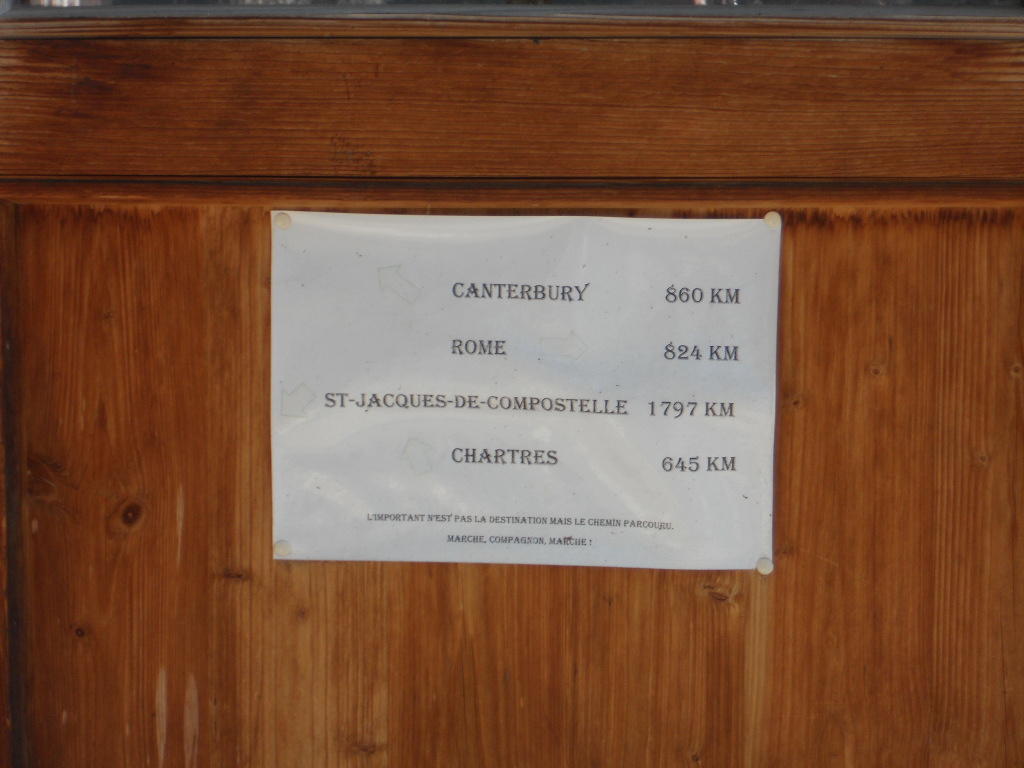 CANTERBURY 860 KM
ROME 824 KM
ST-JACQUES-DE-COMPOSTELLE 1797 KM
CHARTRES 645 KM
L'IMPORTANT N'EST PAS LA DESTINATION MAIS LE CHEMIN PARCOURU.
MARCHE, COMPAGNON, MARCHE !